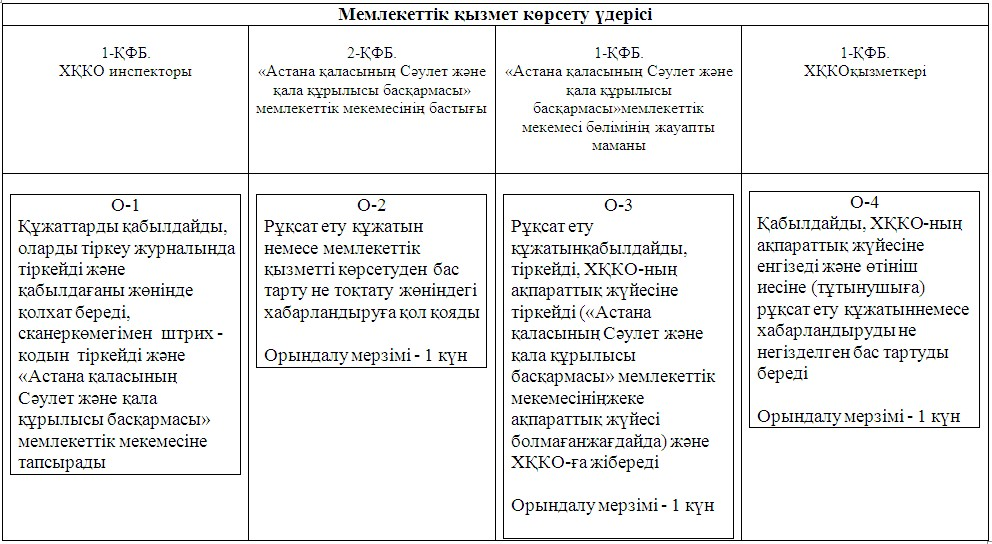 Мемлекеттік қызмет көрсету үдерісі
1-ҚФБ.
ХҚКО инспекторы
2-ҚФБ.
«Астана қаласының Сәулет және
қала құрылысы басқармасы»
мемлекеттік мекемесінің бастығы
1-ҚФБ.
«Астана қаласының Сәулет және
қала құрылысы
басқармасы»мемлекеттік
мекемесі бөлімінің жауапты
маманы
1-ҚФБ.
ХҚКОқызметкері
О-1
Құжаттарды қабылдайды,
оларды тіркеу журналында
тіркейді және
қабылдағаны жөнінде
қолхат береді,
сканеркөмегімен штрих -
кодын тіркейді және
«Астана қаласының
Сәулет және қала
құрылысы басқармасы»
мемлекеттік мекемесіне
тапсырады
О-2
Рұқсат ету құжатын
немесе мемлекеттік
қызметті көрсетуден бас
тарту не тоқтату жөніндегі
хабарландыруға қол қояды
Орындалу мерзімі - 1 күн
О-3
Рұқсат ету
құжатынқабылдайды,
тіркейді, ХҚКО-ның
ақпараттық жүйесіне
тіркейді («Астана
қаласының Сәулет және
қала құрылысы
басқармасы» мемлекеттік
мекемесініңжеке
ақпараттық жүйесі
болмағанжағдайда) және
ХҚКО-ға жібереді
Орындалу мерзімі - 1 күн
О-4
Қабылдайды, ХҚКО-ның
ақпараттық жүйесіне
енгізеді және өтініш
иесіне (тұтынушыға)
рұқсат ету құжатыннемесе
хабарландыруды не
негізделген бас тартуды
береді
Орындалу мерзімі - 1 күн